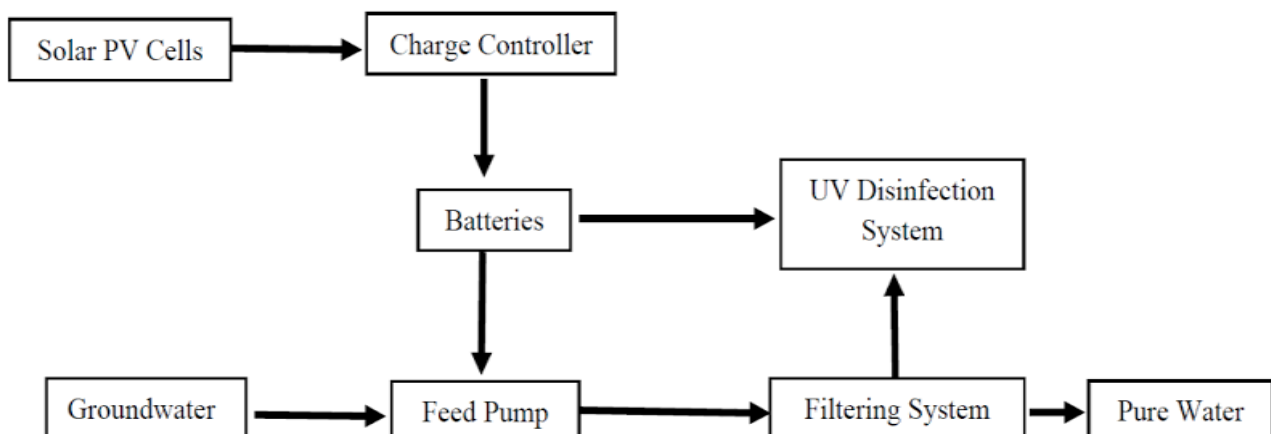 Solar PV Cells
Charge Controller
Batteries
UV Disinfection
System
Groundwater
Feed Pump
Filtering System
Pure Water